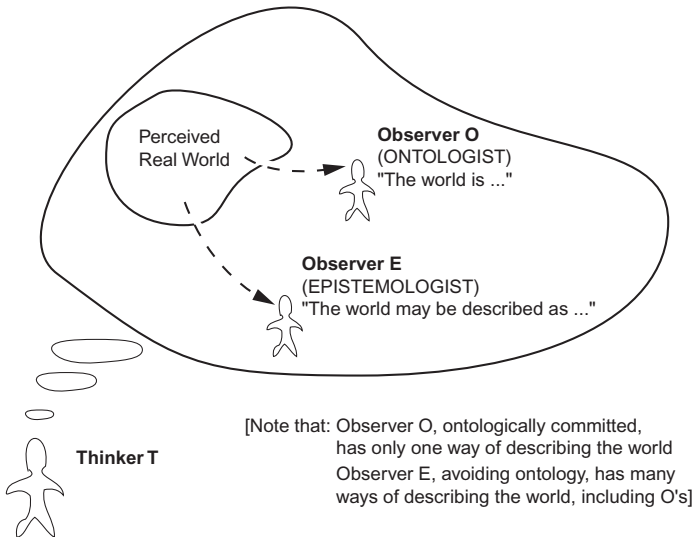 Perceived
Real World
Observer O
(ONTOLOGIST)
"The world is ..."
Observer E
(EPISTEMOLOGIST)
"The world may be described as ..."
Thinker T
[Note that: Observer O, ontologically committed,
has only one way of describing the world
Observer E, avoiding ontology, has many
ways of describing the world, including O's]